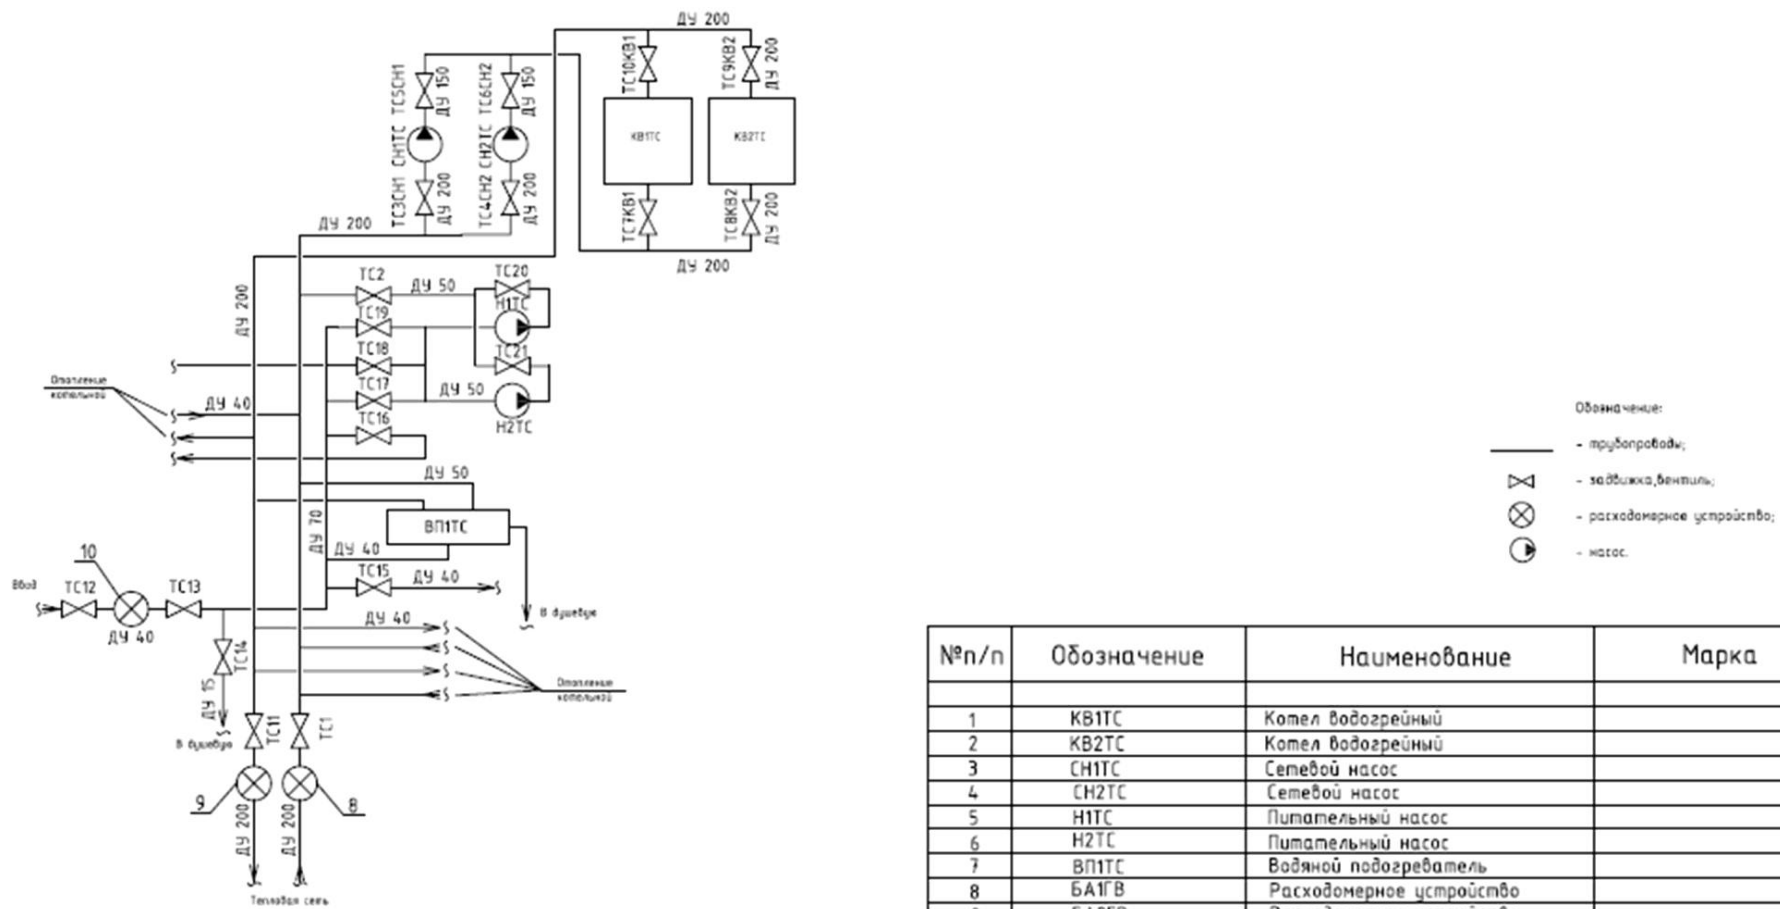 ДУ 200
ТС10КВ1
ТС9КВ2
ДУ 200
ТС5СН1
ДУ 150
ТС6СН2
ДУ 150
СН1ТС
СН2ТС
КВ1ТС
КВ2ТС
ТС3СН1
ДУ 200
ТС4СН2
ДУ 200
ТС7КВ1
ТС8КВ2
ДУ 200
ДУ 200
ДУ 200
ДУ 200
ТС2
ДУ 50
ТС20
Н1ТС
ТС19
ТС18
ТС21
ТС17
ДУ 50
Н2ТС
ТС16
Отопление
котельной
ДУ 40
ДУ 50
ДУ 70
ВП1ТС
ДУ 40
ТС15
ДУ 40
В душевую
10
Ввод
ТС12
ТС13
ДУ 40
ДУ 40
ТС14
ДУ 15
В душевую
Отопление
котельной
ТС11
ТС1
9
8
ДУ 200
ДУ 200
Тепловая сеть
Обозначение:
- трубопроводы;
- задвижка,вентиль;
- расходомерное устройство;
- насос.
№п/п Обозначение Наименование Марка
1 КВ1ТС Котел водогрейный
2 КВ2ТС Котел водогрейный
3 СН1ТС Сетевой насос
4 СН2ТС Сетевой насос
5 Н1ТС Питательный насос
6 Н2ТС Питательный насос
7 ВП1ТС Водяной подогреватель
8 БА1ГВ Расходомерное устройство